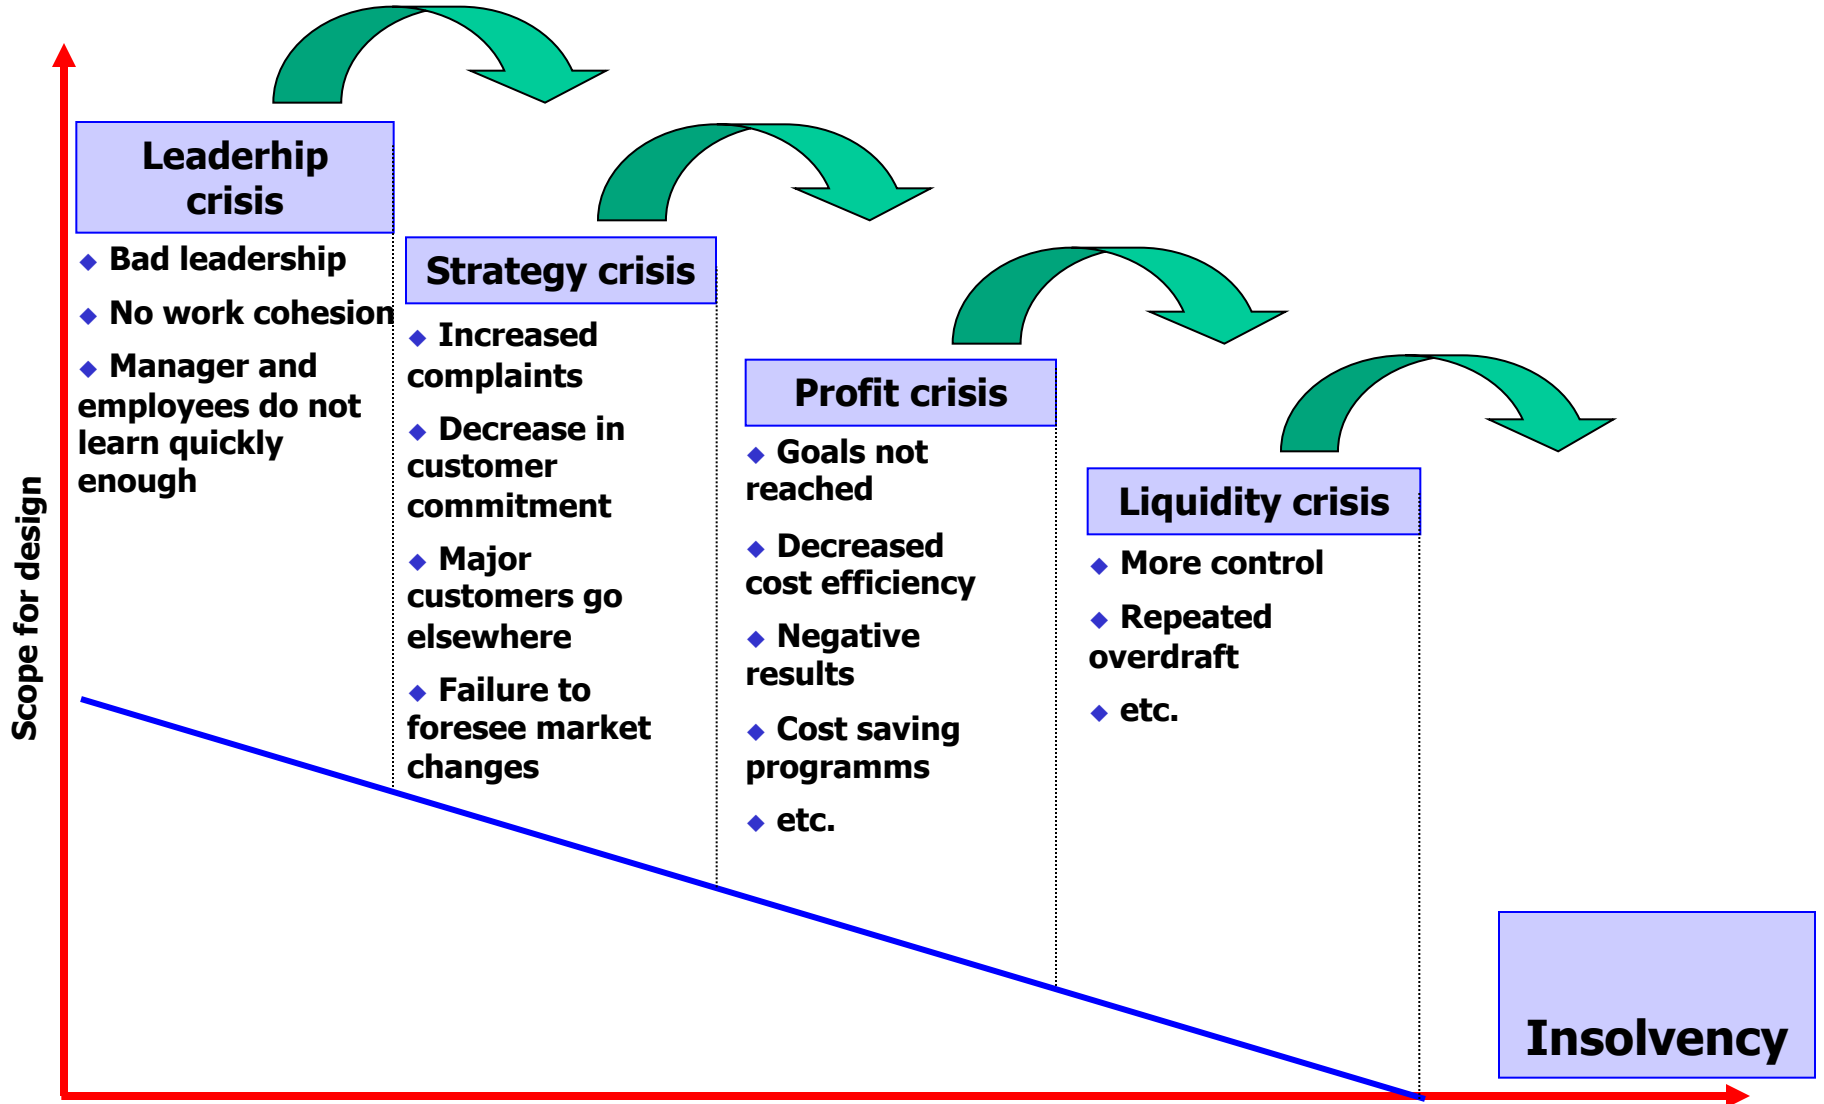 Leaderhip
crisis
◆ Bad leadership
◆ No work cohesion
◆ Manager and
employees do not
learn quickly
enough
Strategy crisis
◆ Increased
complaints
◆ Decrease in
customer
commitment
◆ Major
customers go
elsewhere
◆ Failure to
foresee market
changes
Profit crisis
◆ Goals not
reached
◆ Decreased
cost efficiency
◆ Negative
results
◆ Cost saving
programms
◆ etc.
Liquidity crisis
◆ More control
◆ Repeated
overdraft
◆ etc.
Insolvency
Scope for design